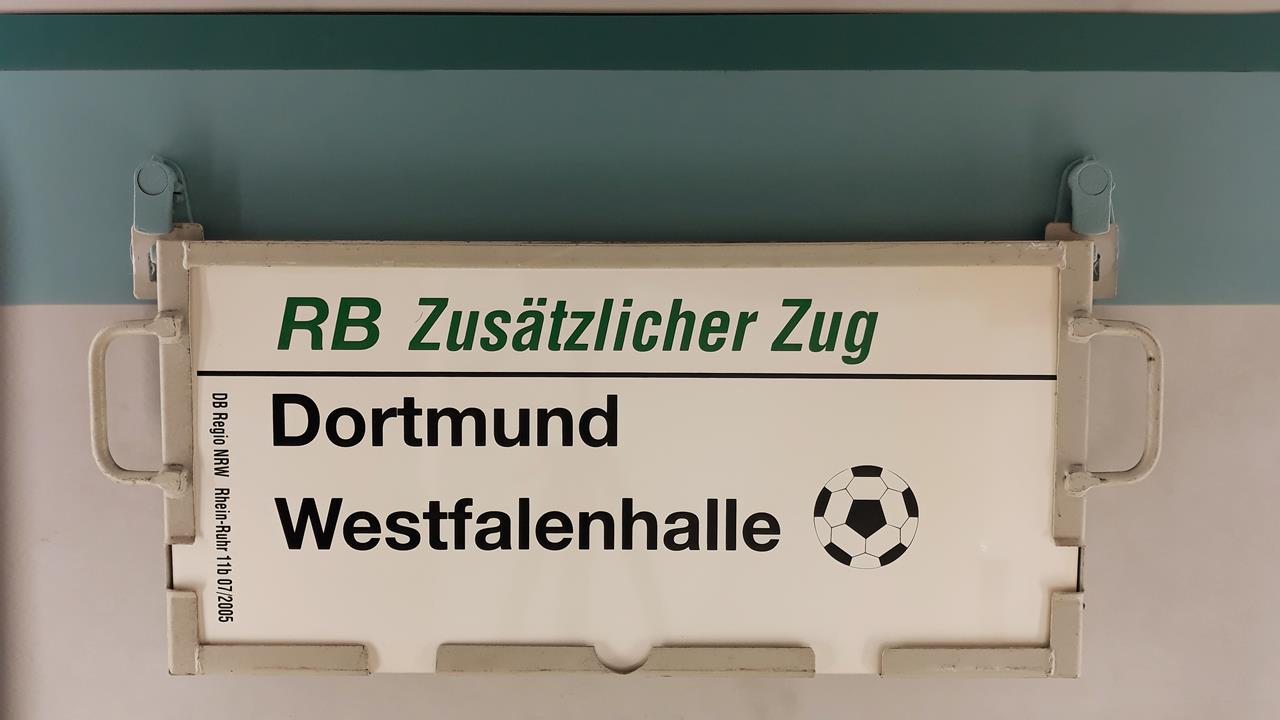 RB Zusätzlicher Zug
Dortmund
Westfalenhalle
DB Regio NRW Rhein-Ruhr 11b 07/2005